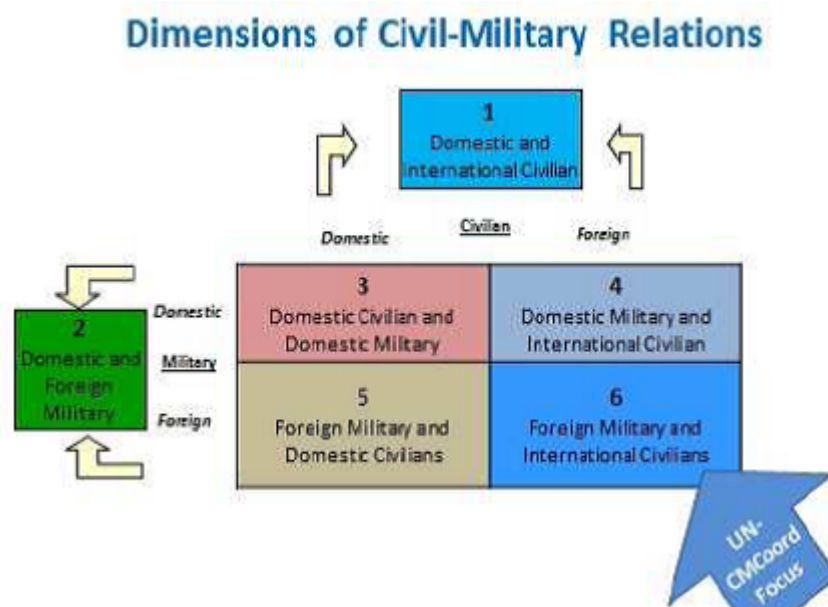 Dimensions of Civil-Military Relations
1
Domestic and
International Civilian
Civilian
Domestic
Foreign
3
Domestic Civilian and
Domestic Military
4
Domestic Military and
International Civilian
2
Domestic and
Foreign
Military
Domestic
Military
Foreign
5
Foreign Military and
Domestic Civilians
6
Foreign Military and
International Civilians
UN-
CMCoord
Focus